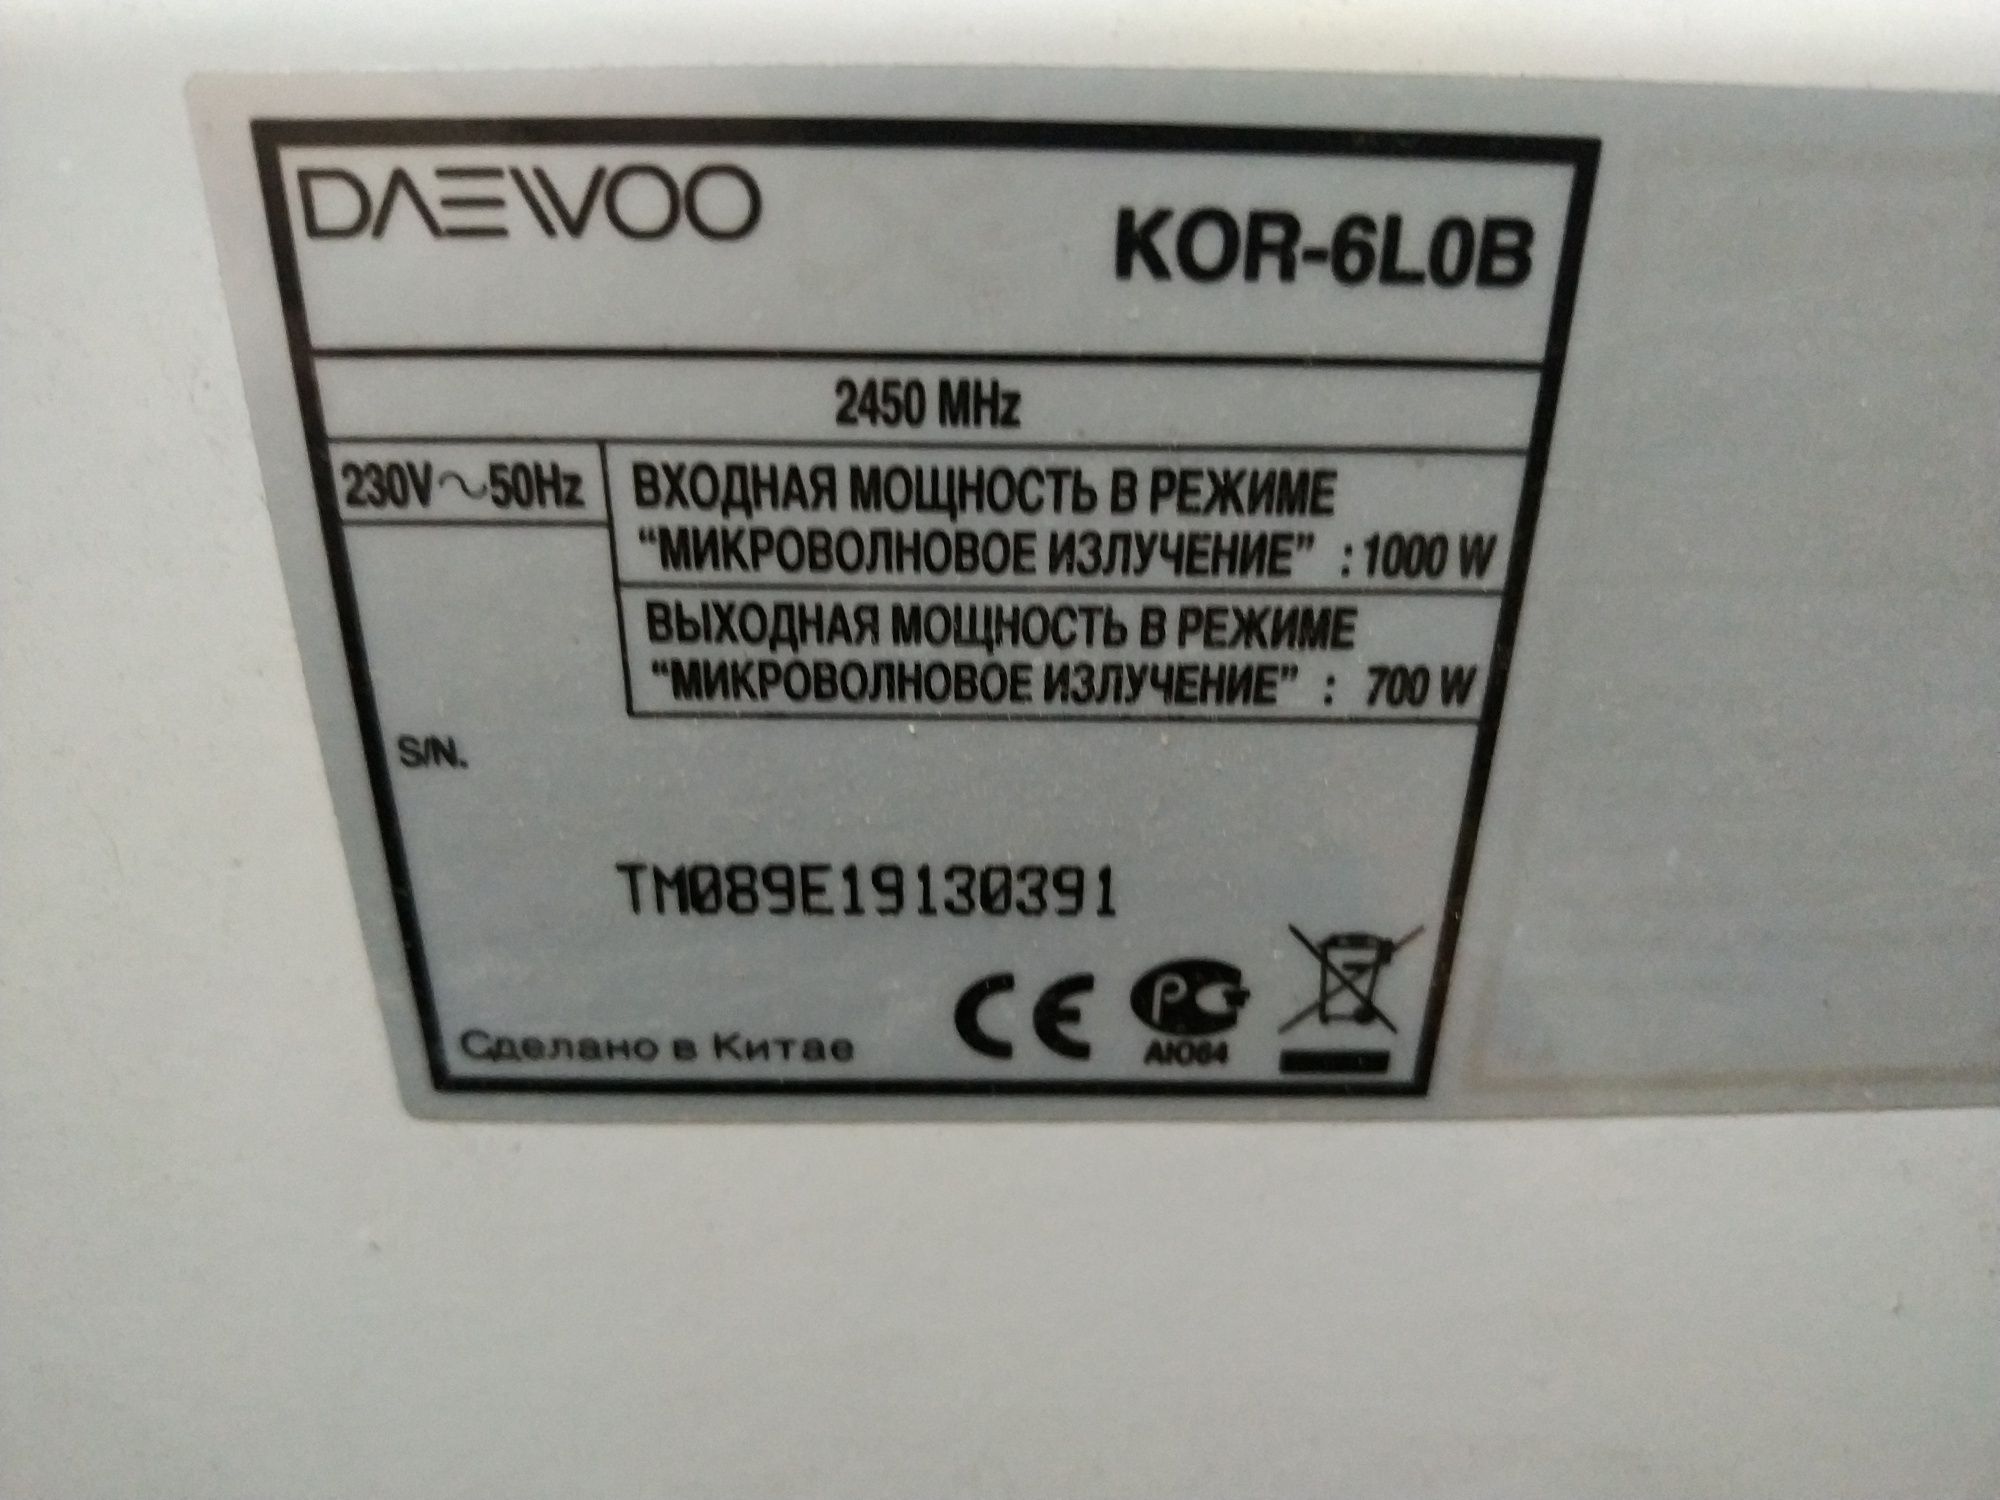 DAEWOO
KOR-6L0B
2450 MHz
230V~50Hz
ВХОДНАЯ МОЩНОСТЬ В РЕЖИМЕ
“МИКРОВОЛНОВОЕ ИЗЛУЧЕНИЕ” : 1000 W
ВЫХОДНАЯ МОЩНОСТЬ В РЕЖИМЕ
“МИКРОВОЛНОВОЕ ИЗЛУЧЕНИЕ” : 700 W
S/N.
TM089E19130391
Сделано в Китае
CE
РС
АЮ64